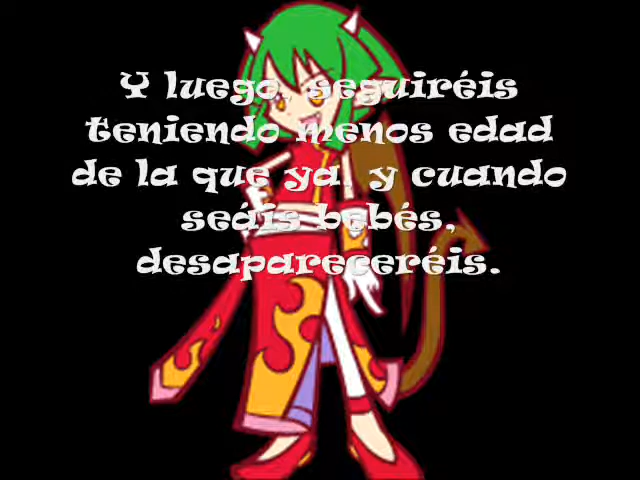 Y luego, seguiréis
teniendo menos edad
de la que ya, y cuando
seáis bebés,
desapareceréis.